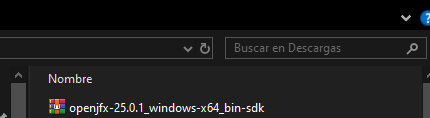 Buscar en Descargas
Nombre
openjfx-25.0.1_windows-x64_bin-sdk